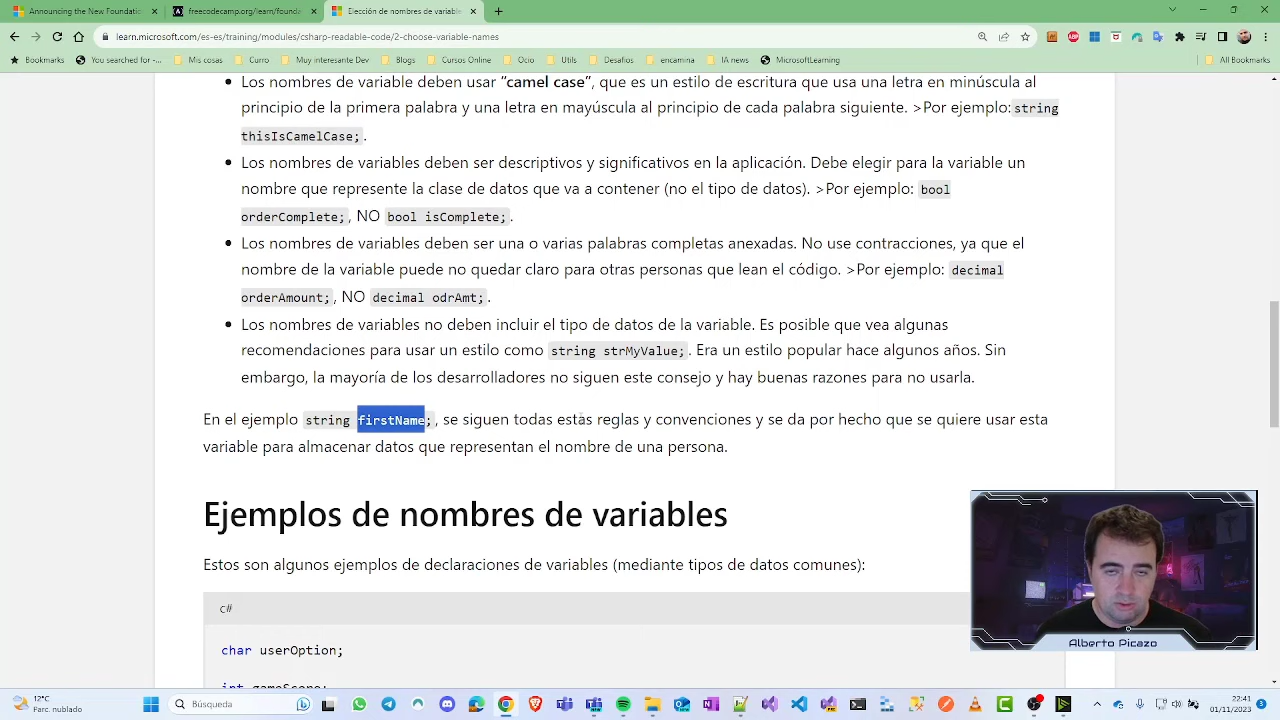 Announcing the New Foundatic
freecodecamp.org/learn/founda
Elección de nombres de variable
learn.microsoft.com/es-es/training/modules/csharp-readable-code/2-choose-variable-names
Bookmarks
You searched for -...
Mis cosas
Curro
Muy interesante Dev
Blogs
Cursos Online
Ocio
Utils
Desafios
encamina
IA news
MicrosoftLearning
All Bookmarks
Los nombres de variable deben usar “camel case”, que es un estilo de escritura que usa una letra en minúscula al
principio de la primera palabra y una letra en mayúscula al principio de cada palabra siguiente. >Por ejemplo: string
thisIsCamelCase;.
Los nombres de variables deben ser descriptivos y significativos en la aplicación. Debe elegir para la variable un
nombre que represente la clase de datos que va a contener (no el tipo de datos). >Por ejemplo: bool
orderComplete;, NO bool isComplete;.
Los nombres de variables deben ser una o varias palabras completas anexadas. No use contracciones, ya que el
nombre de la variable puede no quedar claro para otras personas que lean el código. >Por ejemplo: decimal
orderAmount;, NO decimal odrAmt;.
Los nombres de variables no deben incluir el tipo de datos de la variable. Es posible que vea algunas
recomendaciones para usar un estilo como string strMyValue;. Era un estilo popular hace algunos años. Sin
embargo, la mayoría de los desarrolladores no siguen este consejo y hay buenas razones para no usarla.
En el ejemplo string firstName;, se siguen todas estas reglas y convenciones y se da por hecho que se quiere usar esta
variable para almacenar datos que representan el nombre de una persona.
Ejemplos de nombres de variables
Estos son algunos ejemplos de declaraciones de variables (mediante tipos de datos comunes):
c#
char userOption;
int gameScore;
Alberto Picazo
12°C
Parc. nublado
Búsqueda
22:41
01/11/2023
3